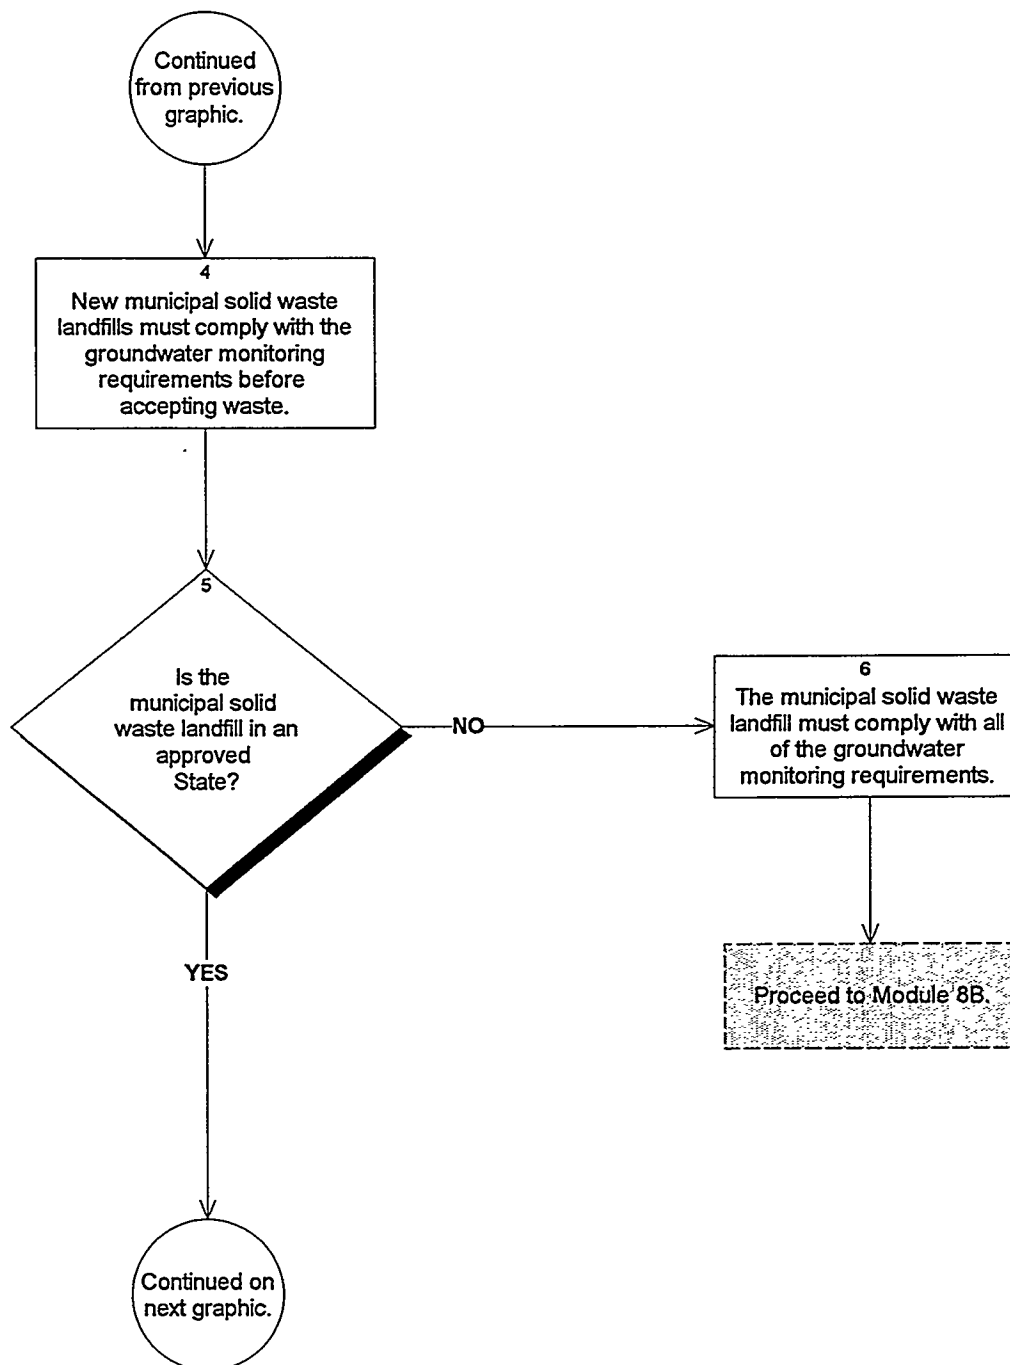 Continued
from previous
graphic.
4
New municipal solid waste
landfills must comply with the
groundwater monitoring
requirements before
accepting waste.
5
Is the
municipal solid
waste landfill in an
approved
State?
NO
6
The municipal solid waste
landfill must comply with all
of the groundwater
monitoring requirements.
Proceed to Module 8B.
YES
Continued on
next graphic.